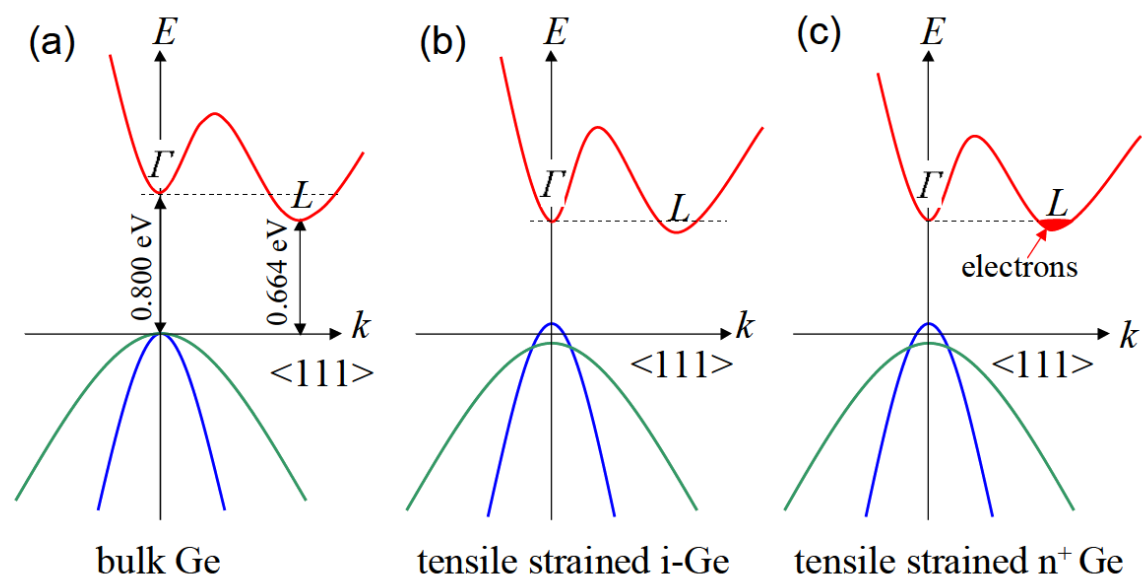 (a)
E
Γ
L
0.800 eV
0.664 eV
k
<111>
bulk Ge
(b)
E
Γ
L
k
<111>
tensile strained i-Ge
(c)
E
Γ
L
electrons
k
<111>
tensile strained n⁺ Ge